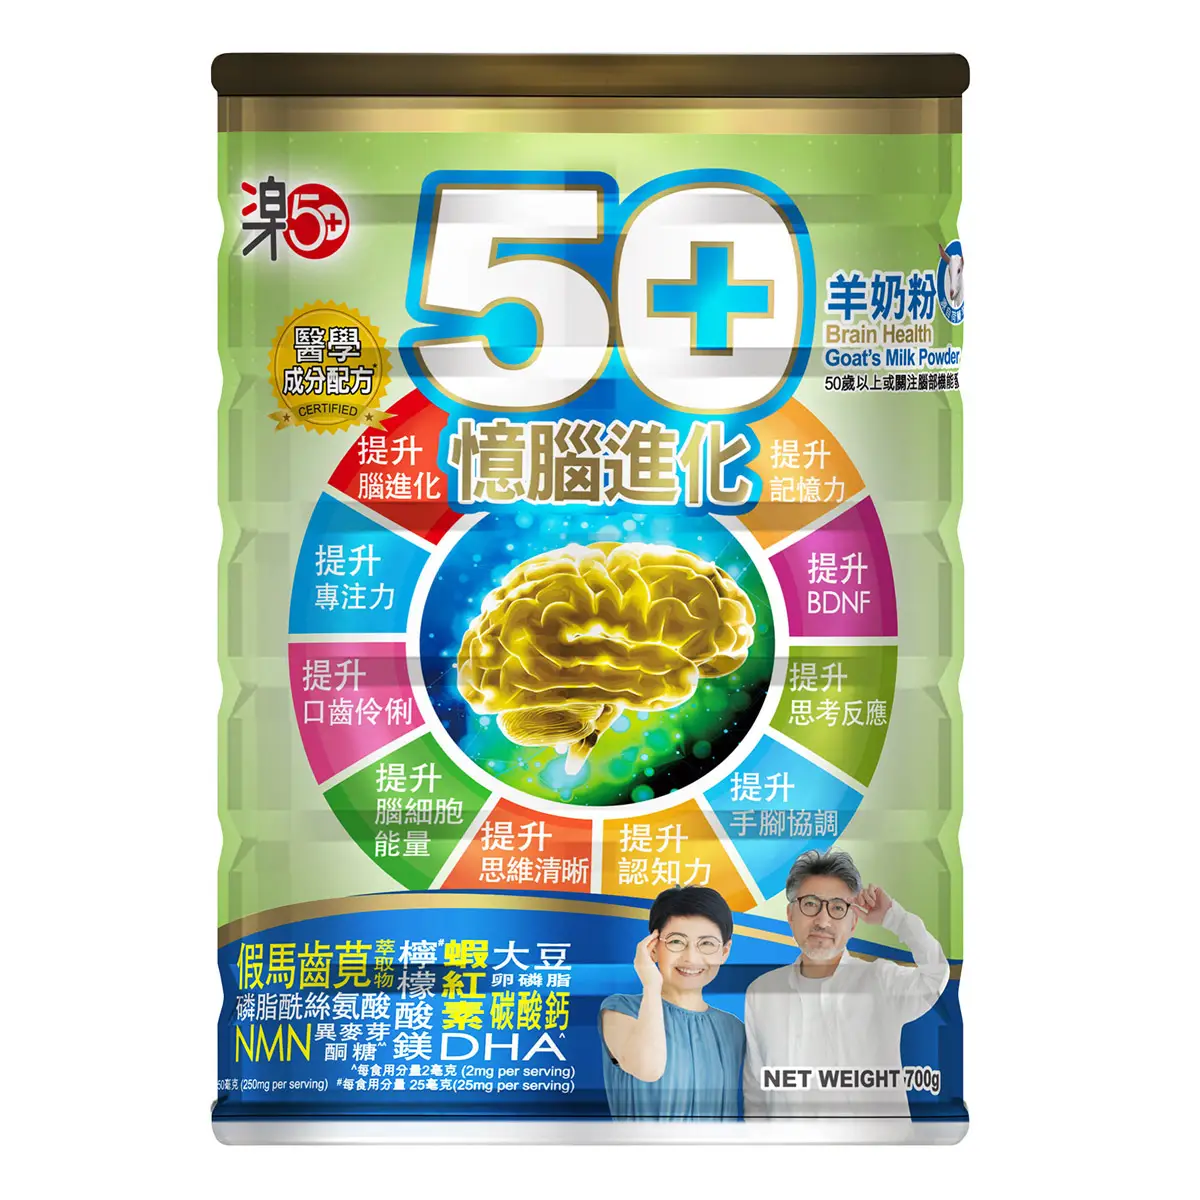 楽5+
50+
羊奶粉
Brain Health
Goat's Milk Powder
50歲以上或關注腦部機能
醫學
成分配方*
CERTIFIED
憶腦進化
提升
腦進化
提升
記憶力
提升
專注力
提升
BDNF
提升
口齒伶俐
提升
思考反應
提升
腦細胞
能量
提升
手腳協調
提升
思維清晰
提升
認知力
假馬齒莧萃取物
磷脂酰絲氨酸
NMN異麥芽酮糖^^
檸檬酸鎂#
蝦紅素
大豆卵磷脂
碳酸鈣
DHA^
^每食用分量2毫克 (2mg per serving)
50毫克 (250mg per serving) #每食用分量 25毫克(25mg per serving)
NET WEIGHT 700g